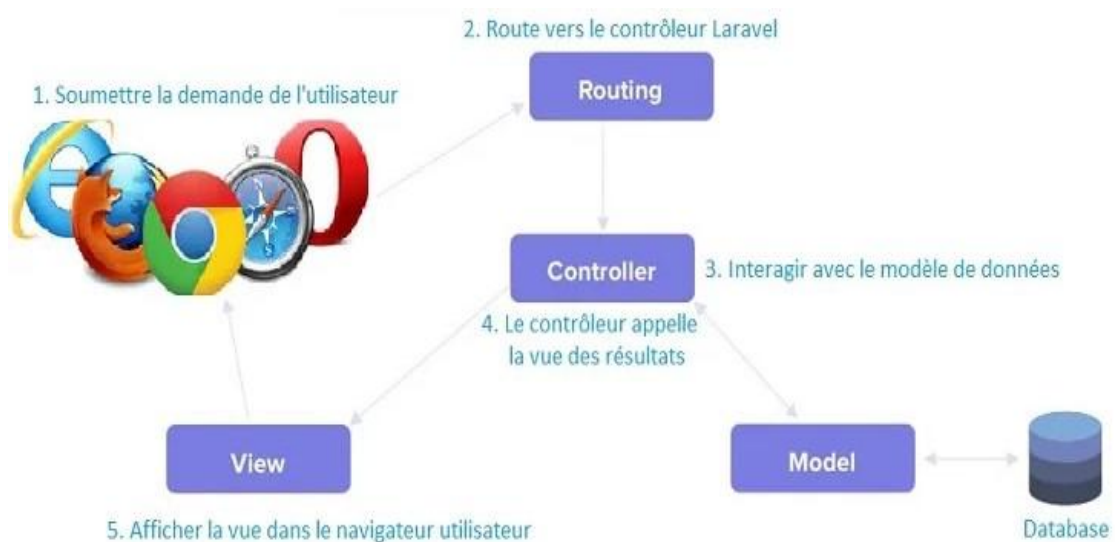 2. Route vers le contrôleur Laravel
Routing
1. Soumettre la demande de l'utilisateur
Controller
3. Interagir avec le modèle de données
4. Le contrôleur appelle
la vue des résultats
View
Model
5. Afficher la vue dans le navigateur utilisateur
Database